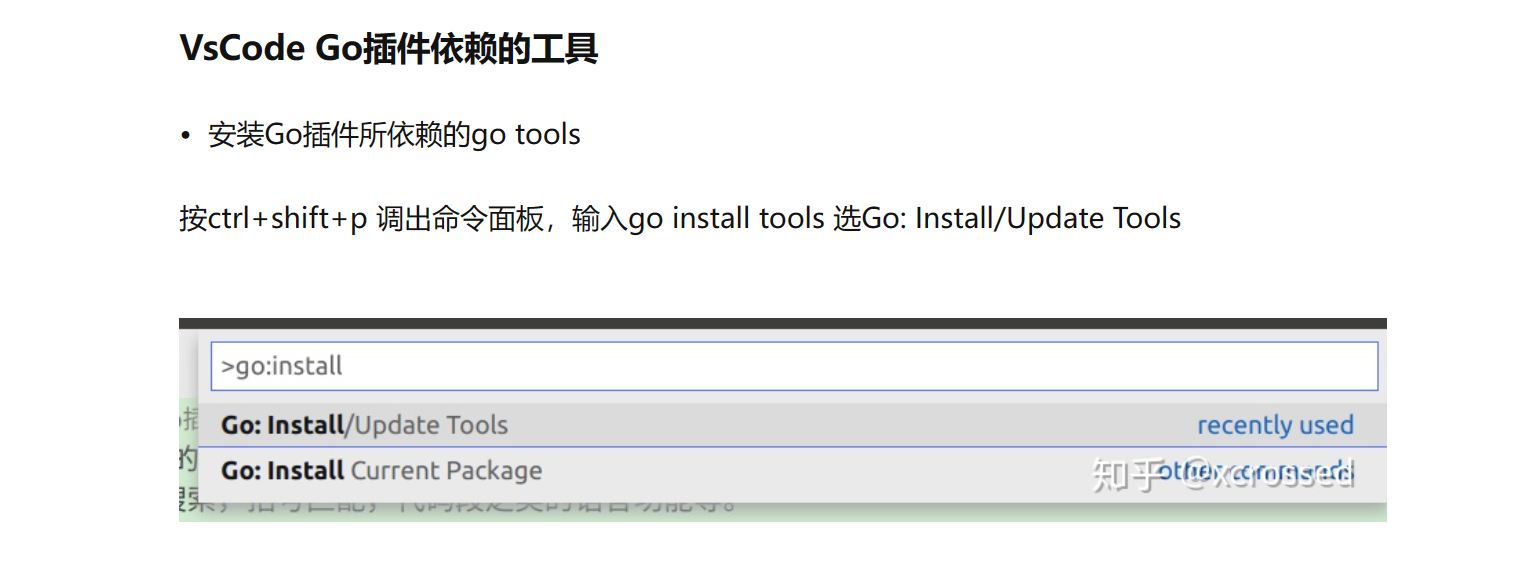 VsCode Go插件依赖的工具
• 安装Go插件所依赖的go tools
按ctrl+shift+p 调出命令面板，输入go install tools 选Go: Install/Update Tools
>go:install
Go: Install/Update Tools recently used
Go: Install Current Package other commands
知乎 @xcrossed
的